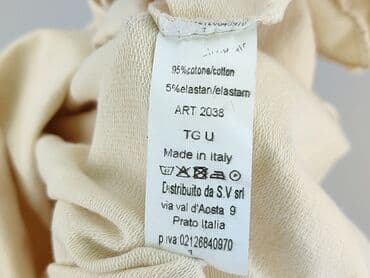 95%cotone/cotton
5%elastan/elastam
ART 2038
TG U
Made in Italy
Distribuito da S.V srl
via val d'Aosta 9
Prato Italia
p.iva:02126840970